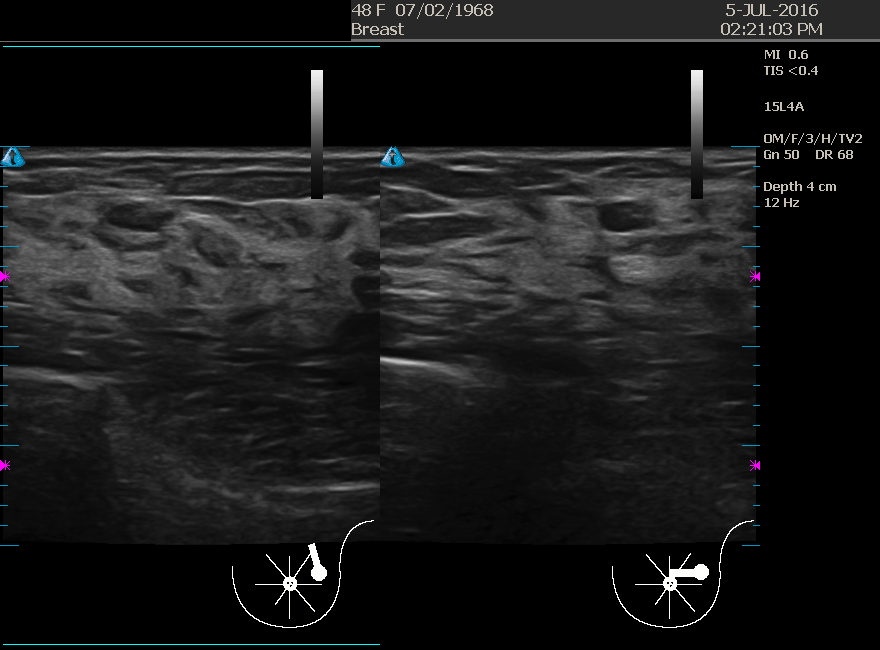 48 F 07/02/1968
5-JUL-2016
Breast
02:21:03 PM
MI 0.6
TIS <0.4
15L4A
OM/F/3/H/TV2
Gn 50 DR 68
Depth 4 cm
12 Hz